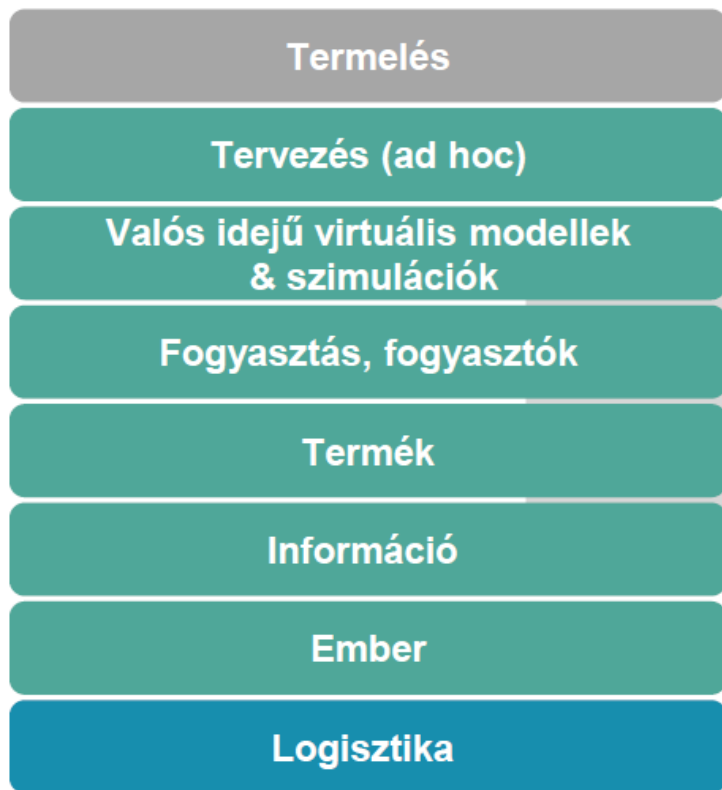 Termelés
Tervezés (ad hoc)
Valós idejű virtuális modellek
& szimulációk
Fogyasztás, fogyasztók
Termék
Információ
Ember
Logisztika